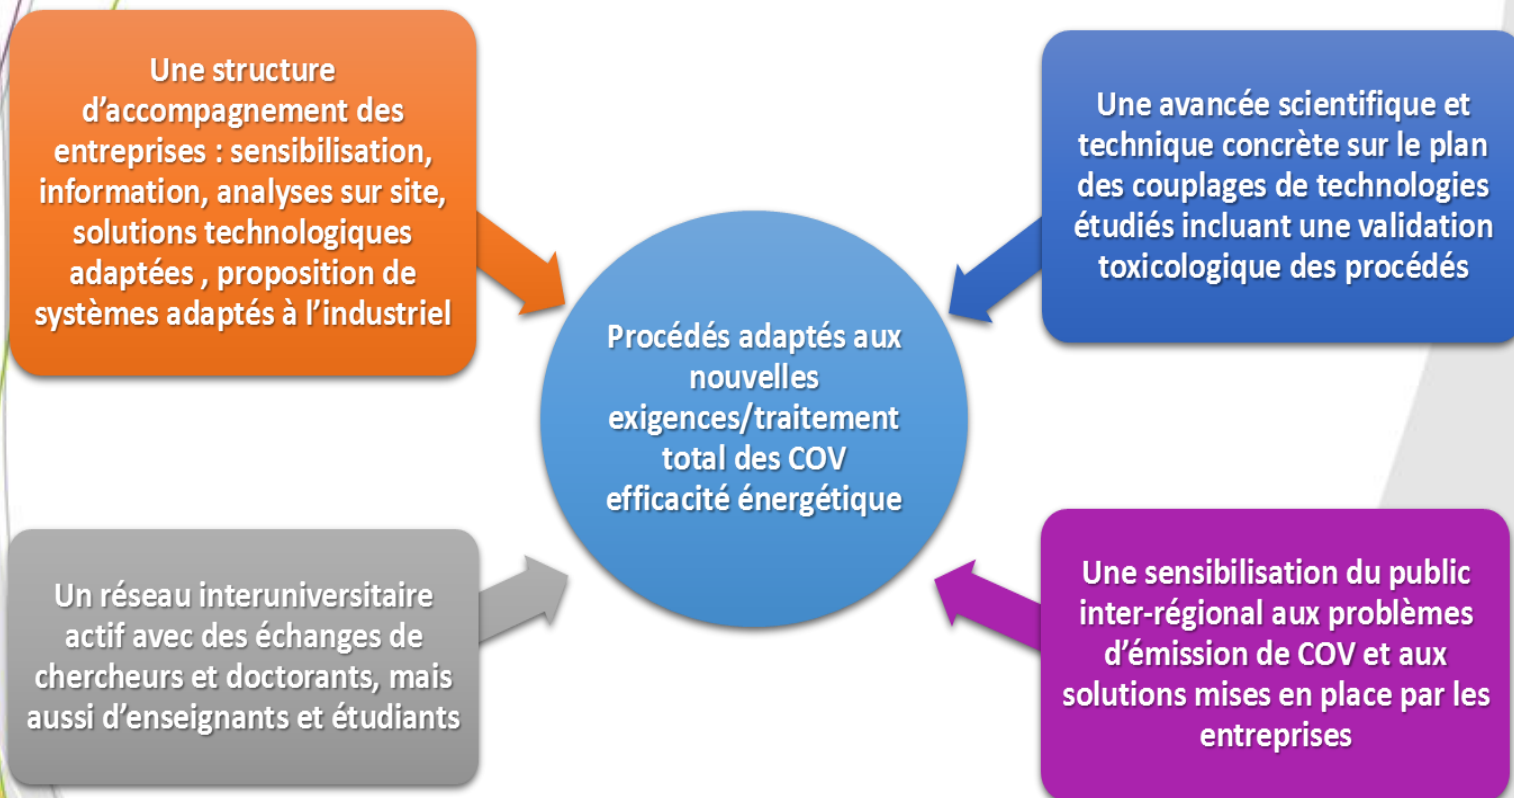 Une structure
d'accompagnement des
entreprises : sensibilisation,
information, analyses sur site,
solutions technologiques
adaptées , proposition de
systèmes adaptés à l'industriel
Une avancée scientifique et
technique concrète sur le plan
des couplages de technologies
étudiés incluant une validation
toxicologique des procédés
Procédés adaptés aux
nouvelles
exigences/traitement
total des COV
efficacité énergétique
Un réseau interuniversitaire
actif avec des échanges de
chercheurs et doctorants, mais
aussi d'enseignants et étudiants
Une sensibilisation du public
inter-régional aux problèmes
d'émission de COV et aux
solutions mises en place par les
entreprises